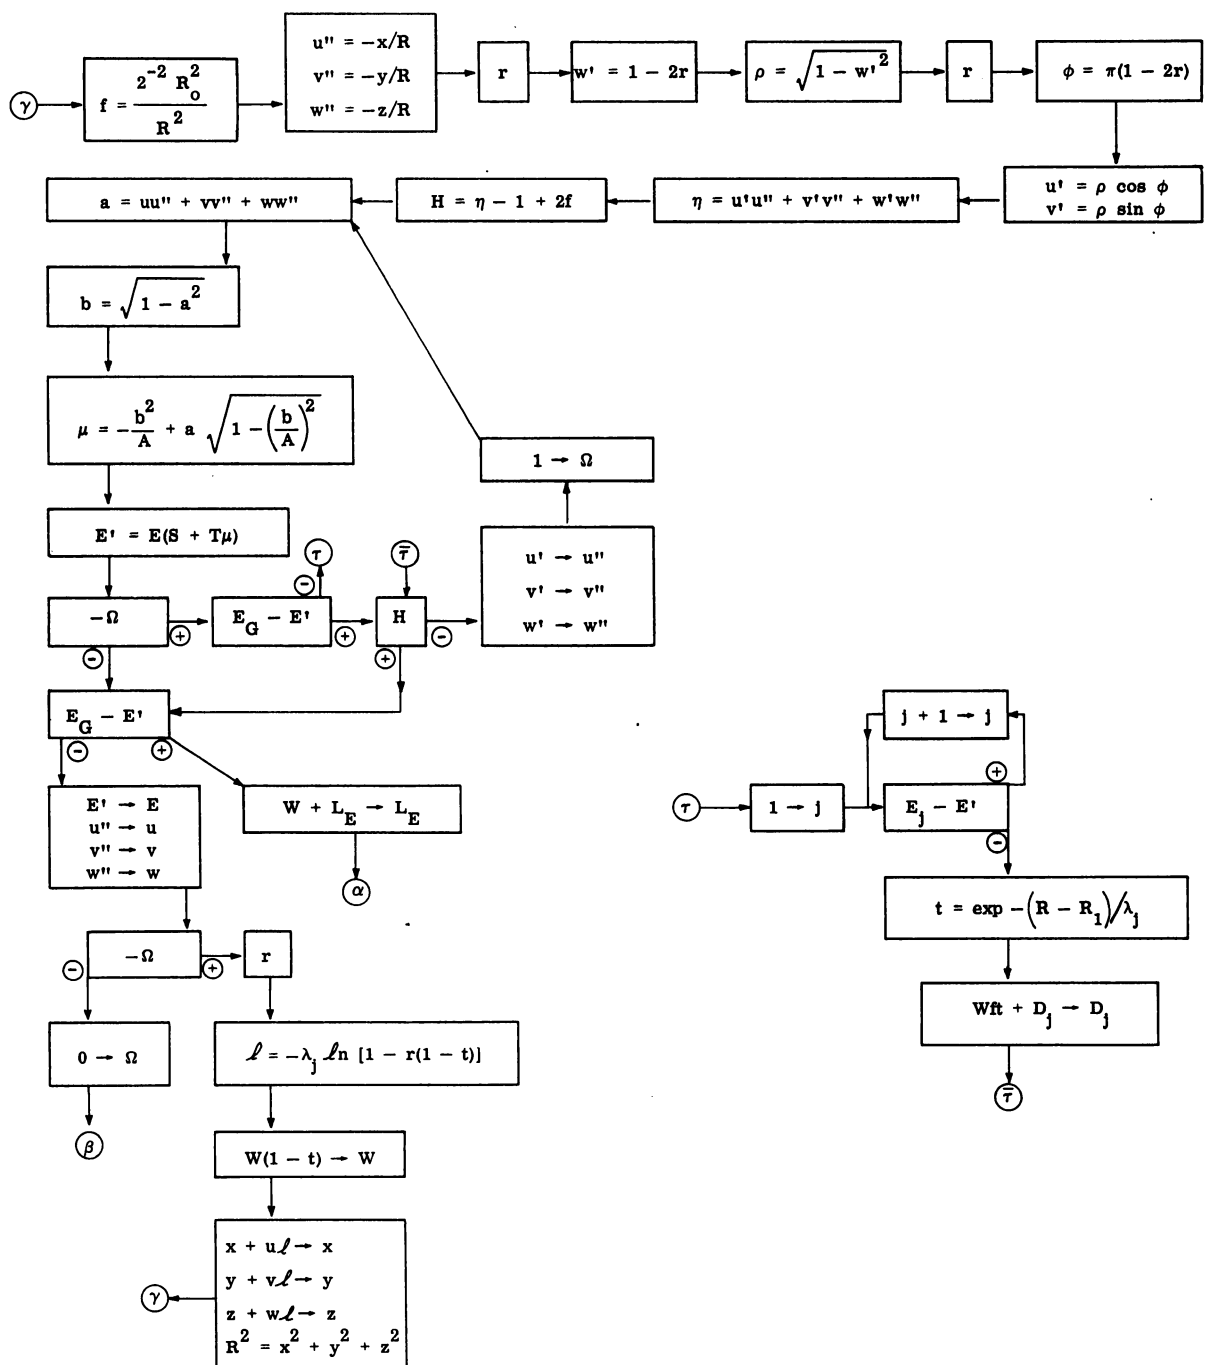 γ
f = 2^-2 R_o^2 / R^2
u'' = -x/R
v'' = -y/R
w'' = -z/R
r
w' = 1 - 2r
ρ = √(1 - w'^2)
r
ϕ = π(1 - 2r)
u' = ρ cos ϕ
v' = ρ sin ϕ
η = u'u'' + v'v'' + w'w''
H = η - 1 + 2f
a = uu'' + vv'' + ww''
b = √(1 - a^2)
μ = -b^2/A + a √(1 - (b/A)^2)
E' = E(S + Tμ)
-Ω
+
-
E_G - E'
-
+
τ
τ̄
H
-
+
u' → u''
v' → v''
w' → w''
1 → Ω
E_G - E'
-
+
E' → E
u'' → u
v'' → v
w'' → w
W + L_E → L_E
α
-Ω
-
+
r
0 → Ω
β
ℓ = -λ_j ℓn [1 - r(1 - t)]
W(1 - t) → W
x + uℓ → x
y + vℓ → y
z + wℓ → z
R^2 = x^2 + y^2 + z^2
γ
τ
1 → j
j + 1 → j
+
E_j - E'
-
t = exp -(R - R_1)/λ_j
Wft + D_j → D_j
τ̄